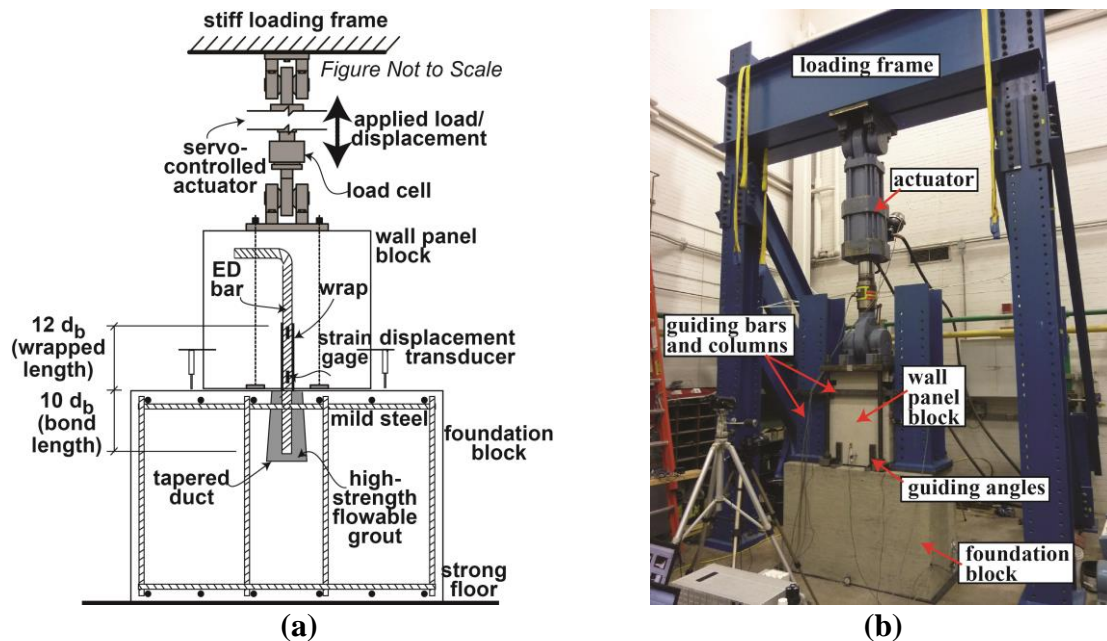 stiff loading frame
Figure Not to Scale
applied load/
displacement
servo-
controlled
actuator
load cell
wall panel
block
ED
bar
wrap
12 d_b
(wrapped
length)
strain
gage
displacement
transducer
10 d_b
(bond
length)
mild steel
foundation
block
tapered
duct
high-
strength
flowable
grout
strong
floor
(a)
loading frame
actuator
guiding bars
and columns
wall
panel
block
guiding angles
foundation
block
(b)